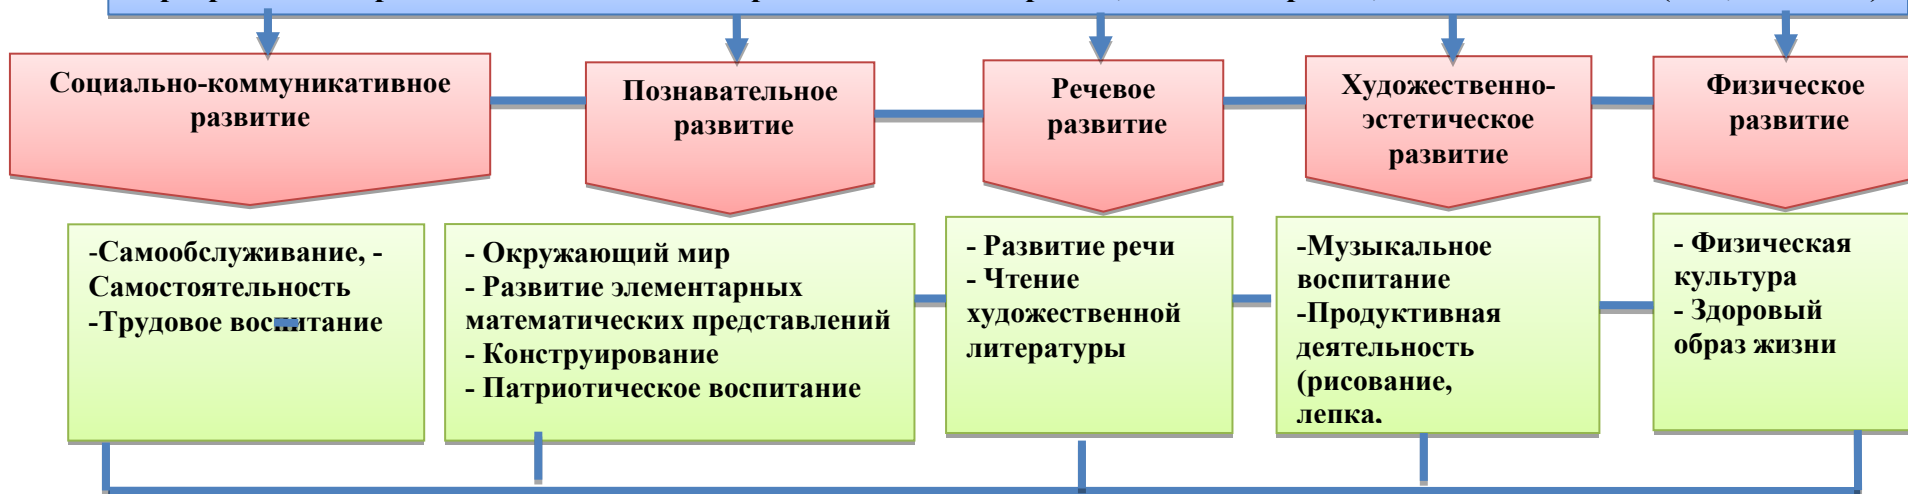 Социально-коммуникативное
развитие
Познавательное
развитие
Речевое
развитие
Художественно-
эстетическое
развитие
Физическое
развитие
-Самообслуживание, -
Самостоятельность
-Трудовое воспитание
- Окружающий мир
- Развитие элементарных
математических представлений
- Конструирование
- Патриотическое воспитание
- Развитие речи
- Чтение
художественной
литературы
-Музыкальное
воспитание
-Продуктивная
деятельность
(рисование,
лепка,
- Физическая
культура
- Здоровый
образ жизни